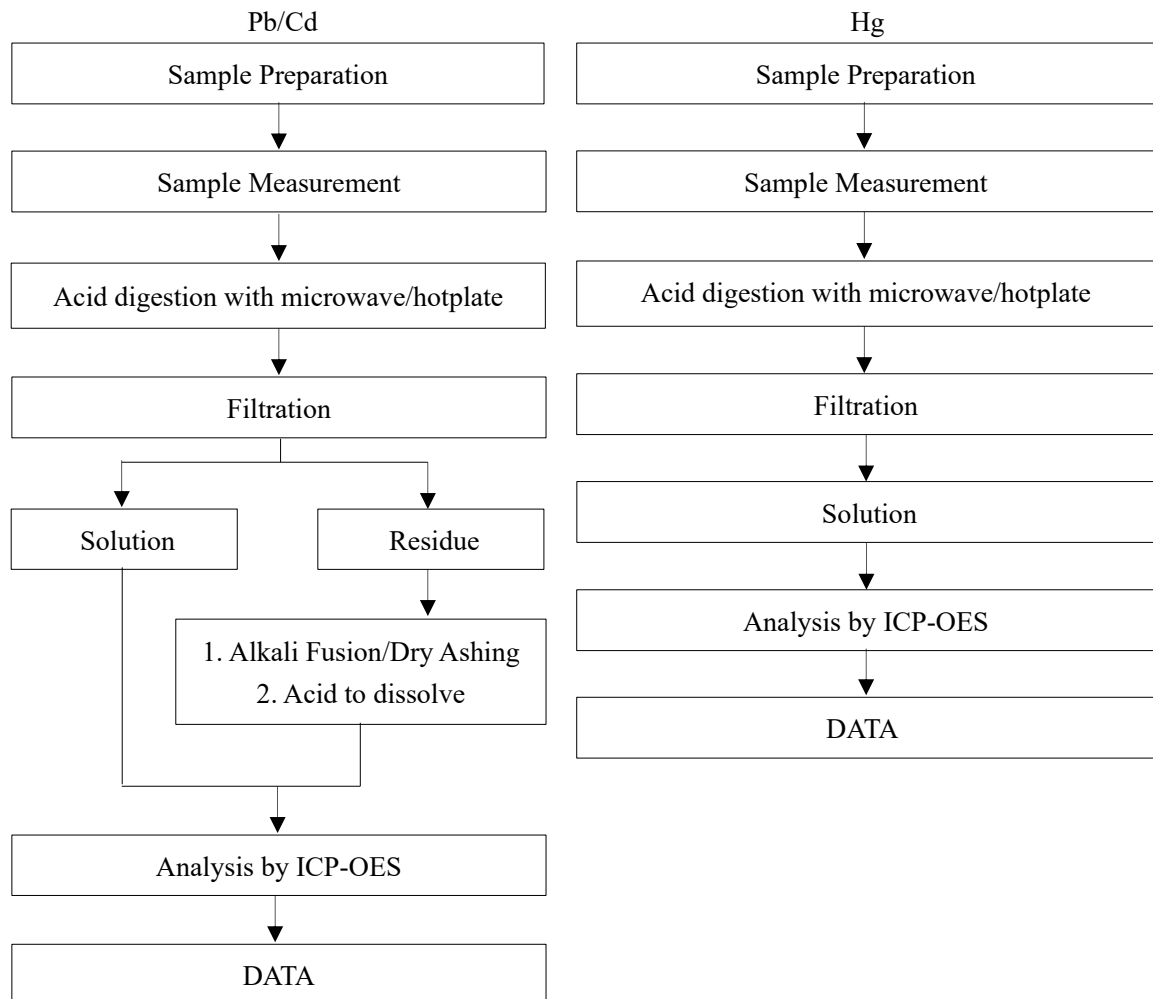 Pb/Cd
Sample Preparation
Sample Measurement
Acid digestion with microwave/hotplate
Filtration
Solution
Residue
1. Alkali Fusion/Dry Ashing
2. Acid to dissolve
Analysis by ICP-OES
DATA
Hg
Sample Preparation
Sample Measurement
Acid digestion with microwave/hotplate
Filtration
Solution
Analysis by ICP-OES
DATA